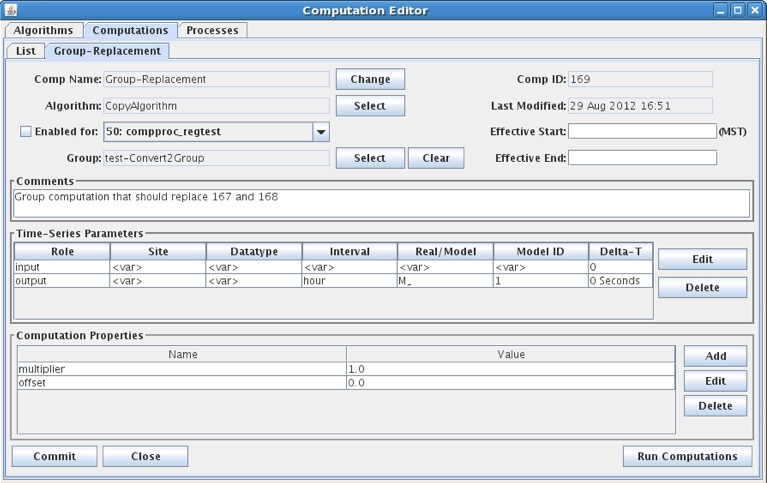 Computation Editor
Algorithms Computations Processes
List Group-Replacement
Comp Name: Group-Replacement Change Comp ID: 169
Algorithm: CopyAlgorithm Select Last Modified: 29 Aug 2012 16:51
Enabled for: 50: compproc_regtest Effective Start: (MST)
Group: test-Convert2Group Select Clear Effective End:
Comments
Group computation that should replace 167 and 168
Time-Series Parameters
Role Site Datatype Interval Real/Model Model ID Delta-T
input <var> <var> <var> <var> <var> 0
output <var> <var> hour M_ 1 0 Seconds
Edit
Delete
Computation Properties
Name Value
multiplier 1.0
offset 0.0
Add
Edit
Delete
Commit Close Run Computations